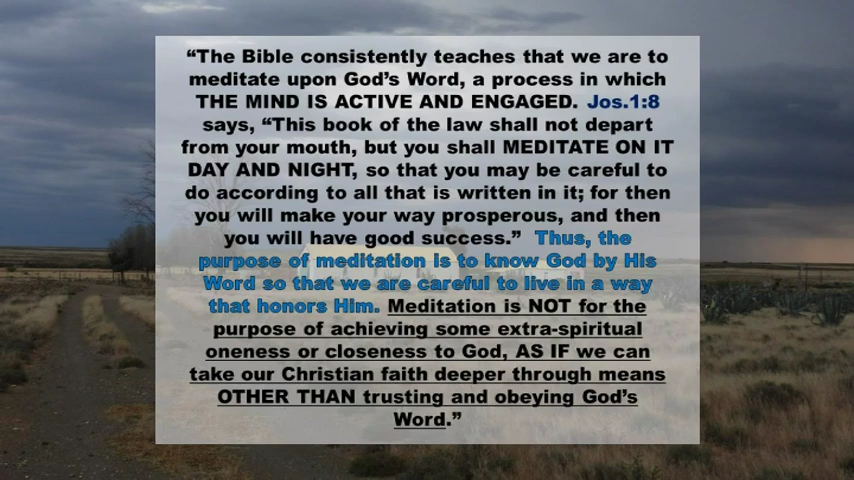 “The Bible consistently teaches that we are to
meditate upon God’s Word, a process in which
THE MIND IS ACTIVE AND ENGAGED. Jos.1:8
says, “This book of the law shall not depart
from your mouth, but you shall MEDITATE ON IT
DAY AND NIGHT, so that you may be careful to
do according to all that is written in it; for then
you will make your way prosperous, and then
you will have good success.” Thus, the
purpose of meditation is to know God by His
Word so that we are careful to live in a way
that honors Him. Meditation is NOT for the
purpose of achieving some extra-spiritual
oneness or closeness to God, AS IF we can
take our Christian faith deeper through means
OTHER THAN trusting and obeying God’s
Word.”